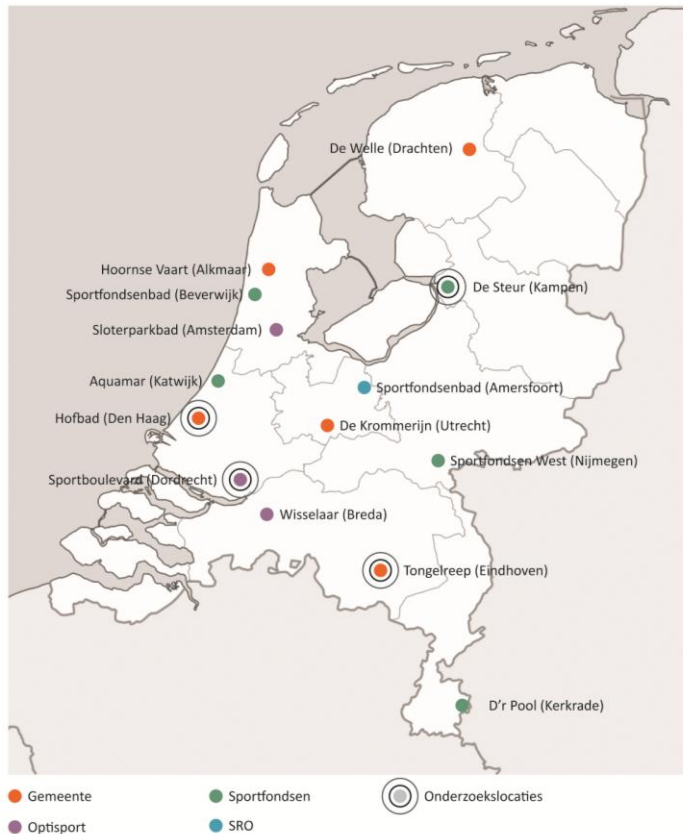 De Welle (Drachten)
Hoornse Vaart (Alkmaar)
De Steur (Kampen)
Sportfondsenbad (Beverwijk)
Sloterparkbad (Amsterdam)
Aquamar (Katwijk)
Sportfondsenbad (Amersfoort)
Hofbad (Den Haag)
De Krommerijn (Utrecht)
Sportfondsen West (Nijmegen)
Sportboulevard (Dordrecht)
Wisselaar (Breda)
Tongelreep (Eindhoven)
D'r Pool (Kerkrade)
Gemeente
Sportfondsen
Onderzoekslocaties
Optisport
SRO